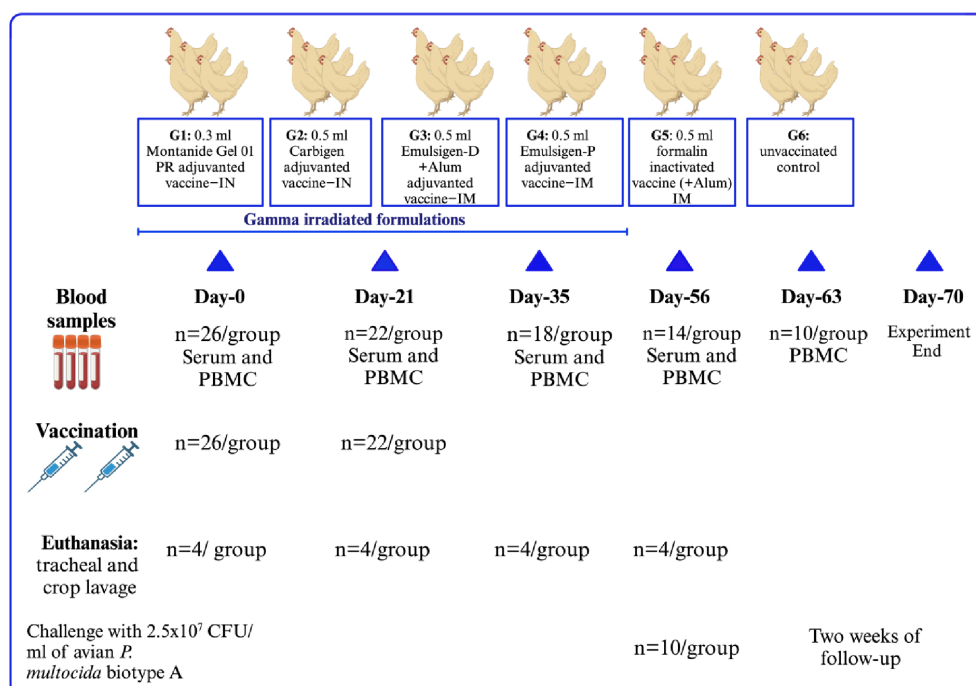 G1: 0.3 ml
Montanide Gel 01
PR adjuvanted
vaccine–IN
G2: 0.5 ml
Carbigen
adjuvanted
vaccine–IN
G3: 0.5 ml
Emulsigen-D
+Alum
adjuvanted
vaccine–IM
G4: 0.5 ml
Emulsigen-P
adjuvanted
vaccine–IM
G5: 0.5 ml
formalin
inactivated
vaccine (+Alum)
IM
G6:
unvaccinated
control
Gamma irradiated formulations
Blood
samples
Day-0
Day-21
Day-35
Day-56
Day-63
Day-70
n=26/group
Serum and
PBMC
n=22/group
Serum and
PBMC
n=18/group
Serum and
PBMC
n=14/group
Serum and
PBMC
n=10/group
PBMC
Experiment
End
Vaccination
n=26/group
n=22/group
Euthanasia:
tracheal and
crop lavage
n=4/ group
n=4/group
n=4/group
n=4/group
Challenge with 2.5x10⁷ CFU/
ml of avian P.
multocida biotype A
n=10/group
Two weeks of
follow-up